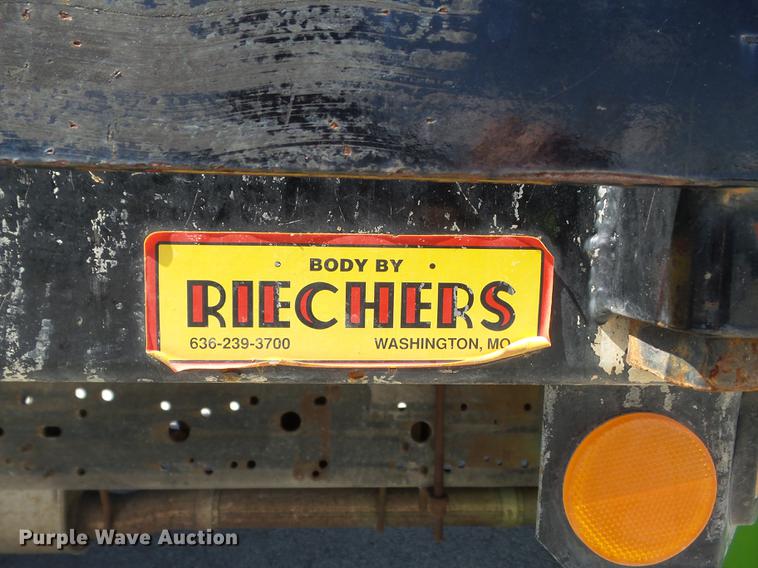 BODY BY
RIECHERS
636-239-3700 WASHINGTON, MO
Purple Wave Auction